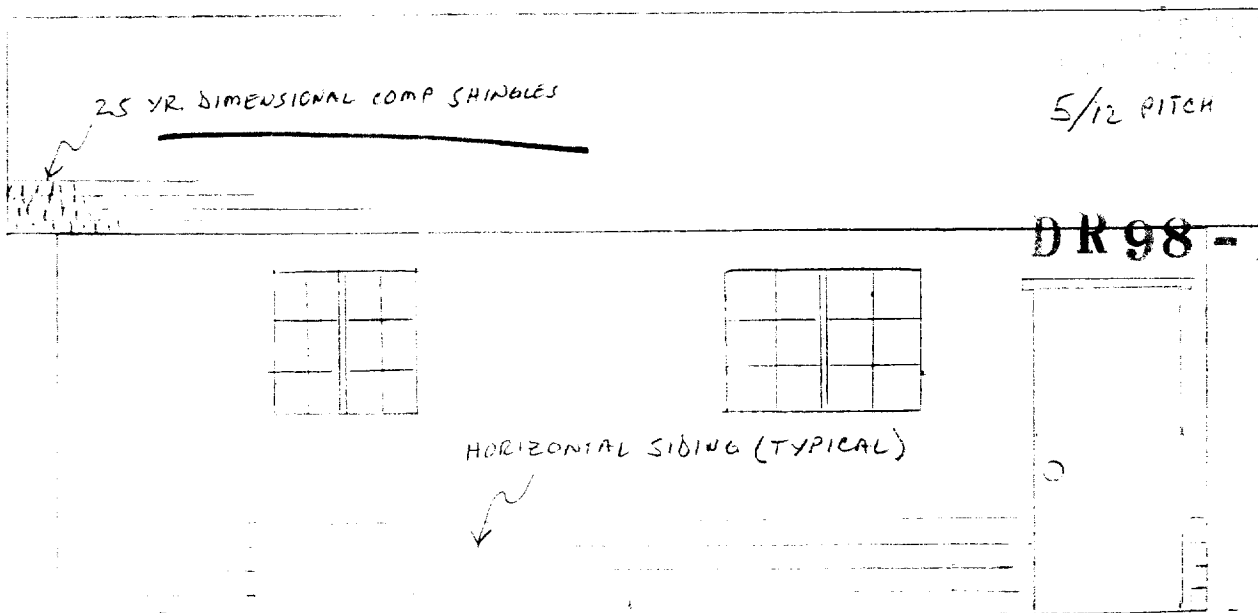 25 YR. DIMENSIONAL COMP SHINGLES
5/12 PITCH
DR98-
HORIZONTAL SIDING (TYPICAL)